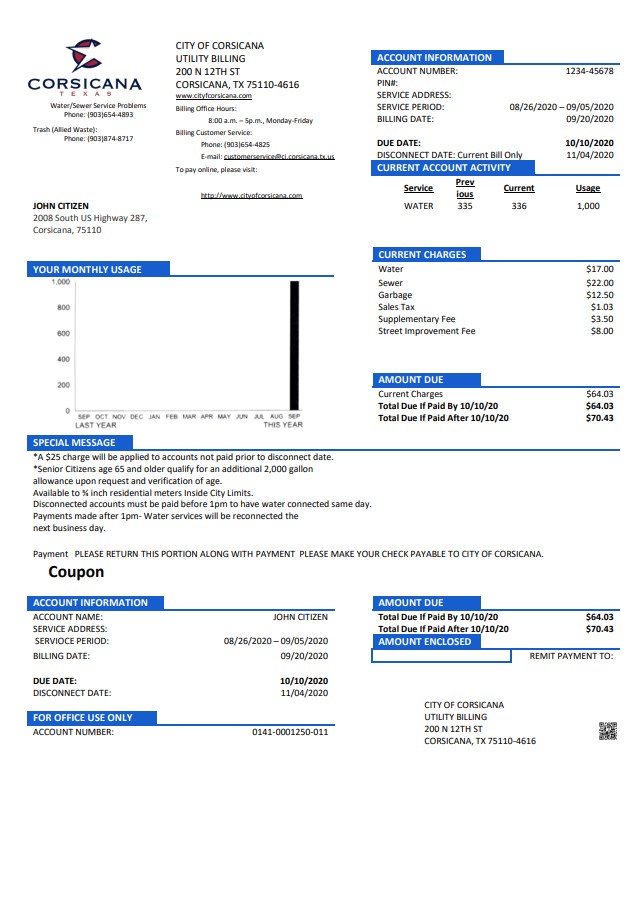 CORSICANA
TEXAS
Water/Sewer Service Problems
Phone: (903)654-4893
Trash (Allied Waste):
Phone: (903)874-8717
CITY OF CORSICANA
UTILITY BILLING
200 N 12TH ST
CORSICANA, TX 75110-4616
www.cityfcorsicana.com
Billing Office Hours:
8:00 a.m. – 5p.m., Monday-Friday
Billing Customer Service:
Phone: (903)654-4825
E-mail: customerservice@ci.corsicana.tx.us
To pay online, please visit:
http://www.cityofcorsicana.com
ACCOUNT INFORMATION
ACCOUNT NUMBER: 1234-45678
PIN#:
SERVICE ADDRESS:
SERVICE PERIOD: 08/26/2020 – 09/05/2020
BILLING DATE: 09/20/2020
DUE DATE: 10/10/2020
DISCONNECT DATE: Current Bill Only 11/04/2020
CURRENT ACCOUNT ACTIVITY
Service Prev Current Usage
ious
WATER 335 336 1,000
JOHN CITIZEN
2008 South US Highway 287,
Corsicana, 75110
CURRENT CHARGES
Water $17.00
Sewer $22.00
Garbage $12.50
Sales Tax $1.03
Supplementary Fee $3.50
Street Improvement Fee $8.00
YOUR MONTHLY USAGE
1,000
800
600
400
200
0
SEP OCT NOV DEC JAN FEB MAR APR MAY JUN JUL AUG SEP
LAST YEAR THIS YEAR
AMOUNT DUE
Current Charges $64.03
Total Due If Paid By 10/10/20 $64.03
Total Due If Paid After 10/10/20 $70.43
SPECIAL MESSAGE
*A $25 charge will be applied to accounts not paid prior to disconnect date.
*Senior Citizens age 65 and older qualify for an additional 2,000 gallon
allowance upon request and verification of age.
Available to ¾ inch residential meters Inside City Limits.
Disconnected accounts must be paid before 1pm to have water connected same day.
Payments made after 1pm- Water services will be reconnected the
next business day.
Payment PLEASE RETURN THIS PORTION ALONG WITH PAYMENT PLEASE MAKE YOUR CHECK PAYABLE TO CITY OF CORSICANA.
Coupon
ACCOUNT INFORMATION
ACCOUNT NAME: JOHN CITIZEN
SERVICE ADDRESS:
SERVIOCE PERIOD: 08/26/2020 – 09/05/2020
BILLING DATE: 09/20/2020
DUE DATE: 10/10/2020
DISCONNECT DATE: 11/04/2020
FOR OFFICE USE ONLY
ACCOUNT NUMBER: 0141-0001250-011
AMOUNT DUE
Total Due If Paid By 10/10/20 $64.03
Total Due If Paid After 10/10/20 $70.43
AMOUNT ENCLOSED
REMIT PAYMENT TO:
CITY OF CORSICANA
UTILITY BILLING
200 N 12TH ST
CORSICANA, TX 75110-4616